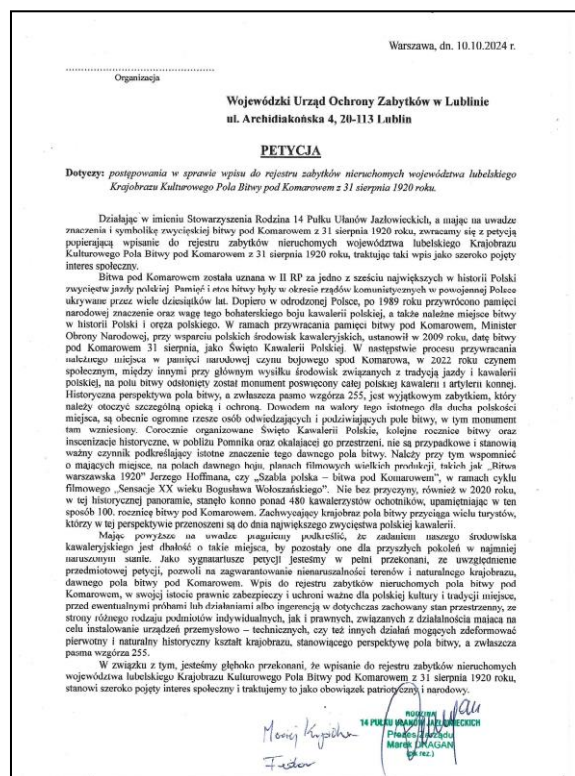 Warszawa, dn. 10.10.2024 r.
Organizacja
Wojewódzki Urząd Ochrony Zabytków w Lublinie
ul. Archidiakońska 4, 20-113 Lublin
PETYCJA
Dotyczy: postępowania w sprawie wpisu do rejestru zabytków nieruchomych województwa lubelskiego
Krajobrazu Kulturowego Pola Bitwy pod Komarowem z 31 sierpnia 1920 roku.
Działając w imieniu Stowarzyszenia Rodzina 14 Pułku Ułanów Jazłowieckich, a mając na uwadze
znaczenia i symbolikę zwycięskiej bitwy pod Komarowem z 31 sierpnia 1920 roku, zwracamy się z petycją
popierającą wpisanie do rejestru zabytków nieruchomych województwa lubelskiego Krajobrazu
Kulturowego Pola Bitwy pod Komarowem z 31 sierpnia 1920 roku, traktując taki wpis jako szeroko pojęty
interes społeczny.
Bitwa pod Komarowem została uznana w II RP za jedno z sześciu największych w historii Polski
zwycięstw jazdy polskiej. Pamięć i etos bitwy były w okresie rządów komunistycznych w powojennej Polsce
ukrywane przez wiele dziesiątków lat. Dopiero w odrodzonej Polsce, po 1989 roku przywrócono pamięci
narodowej znaczenie oraz wagę tego bohaterskiego boju kawalerii polskiej, a także należne miejsce bitwy
w historii Polski i oręża polskiego. W ramach przywracania pamięci bitwy pod Komarowem, Minister
Obrony Narodowej, przy wsparciu polskich środowisk kawaleryjskich, ustanowił w 2009 roku, datę bitwy
pod Komarowem 31 sierpnia, jako Święto Kawalerii Polskiej. W następstwie procesu przywracania
należnego miejsca w pamięci narodowej czynu bojowego spod Komarowa, w 2022 roku czynem
społecznym, między innymi przy głównym wysiłku środowisk związanych z tradycją jazdy i kawalerii
polskiej, na polu bitwy odsłonięty został monument poświęcony całej polskiej kawalerii i artylerii konnej.
Historyczna perspektywa pola bitwy, a zwłaszcza pasmo wzgórza 255, jest wyjątkowym zabytkiem, który
należy otoczyć szczególną opieką i ochroną. Dowodem na walory tego istotnego dla ducha polskości
miejsca, są obecnie ogromne rzesze osób odwiedzających i podziwiających pole bitwy, w tym monument
tam wzniesiony. Corocznie organizowane Święto Kawalerii Polskiej, kolejne rocznice bitwy oraz
inscenizacje historyczne, w pobliżu Pomnika oraz okalającej go przestrzeni, nie są przypadkowe i stanowią
ważny czynnik podkreślający istotne znaczenie tego dawnego pola bitwy. Należy przy tym wspomnieć
o mających miejsce, na polach dawnego boju, planach filmowych wielkich produkcji, takich jak „Bitwa
warszawska 1920” Jerzego Hoffmana, czy „Szabla polska – bitwa pod Komarowem”, w ramach cyklu
filmowego „Sensacje XX wieku Bogusława Wołoszańskiego”. Nie bez przyczyny, również w 2020 roku,
w tej historycznej panoramie, stanęło konno ponad 480 kawalerzystów ochotników, upamiętniając w ten
sposób 100. rocznicę bitwy pod Komarowem. Zachwycający krajobraz pola bitwy przyciąga wielu turystów,
którzy w tej perspektywie przenoszeni są do dnia największego zwycięstwa polskiej kawalerii.
Mając powyższe na uwadze pragniemy podkreślić, że zadaniem naszego środowiska
kawaleryjskiego jest dbałość o takie miejsca, by pozostały one dla przyszłych pokoleń w najmniej
naruszonym stanie. Jako sygnatariusze petycji jesteśmy w pełni przekonani, że uwzględnienie
przedmiotowej petycji, pozwoli na zagwarantowanie nienaruszalności terenów i naturalnego krajobrazu,
dawnego pola bitwy pod Komarowem. Wpis do rejestru zabytków nieruchomych pola bitwy pod
Komarowem, w swojej istocie prawnie zabezpieczy i uchroni ważne dla polskiej kultury i tradycji miejsce,
przed ewentualnymi próbami lub działaniami albo ingerencją w dotychczas zachowany stan przestrzenny, ze
strony różnego rodzaju podmiotów indywidualnych, jak i prawnych, związanych z działalnością mającą na
celu instalowanie urządzeń przemysłowo – technicznych, czy też innych działań mogących zdeformować
pierwotny i naturalny historyczny kształt krajobrazu, stanowiącego perspektywę pola bitwy, a zwłaszcza
pasma wzgórza 255.
W związku z tym, jesteśmy głęboko przekonani, że wpisanie do rejestru zabytków nieruchomych
województwa lubelskiego Krajobrazu Kulturowego Pola Bitwy pod Komarowem z 31 sierpnia 1920 roku,
stanowi szeroko pojęty interes społeczny i traktujemy to jako obowiązek patriotyczny i narodowy.
RODZINA
14 PUŁKU UŁANÓW JAZŁOWIECKICH
Prezes Zarządu
Marek DRAGAN